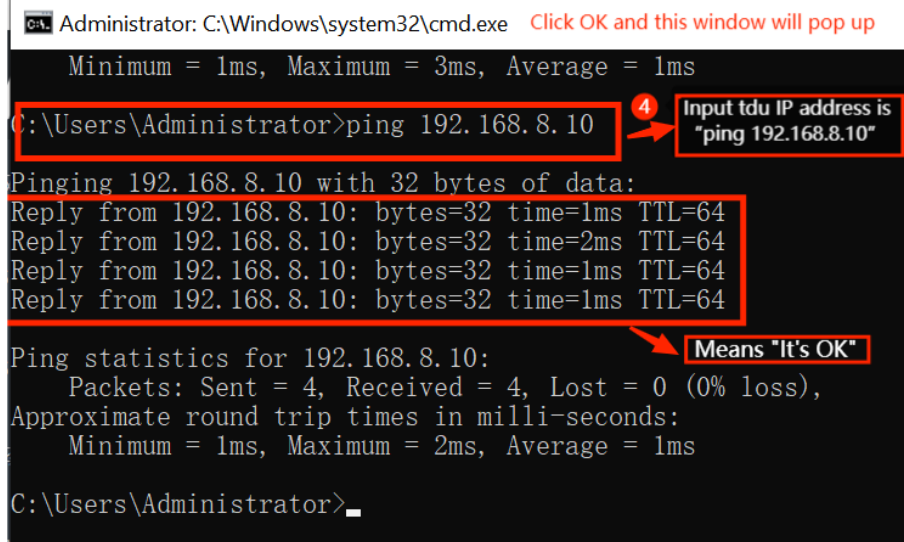 Administrator: C:\Windows\system32\cmd.exe Click OK and this window will pop up
Minimum = 1ms, Maximum = 3ms, Average = 1ms
C:\Users\Administrator>ping 192.168.8.10
4
Input tdu IP address is
"ping 192.168.8.10"
Pinging 192.168.8.10 with 32 bytes of data:
Reply from 192.168.8.10: bytes=32 time=1ms TTL=64
Reply from 192.168.8.10: bytes=32 time=2ms TTL=64
Reply from 192.168.8.10: bytes=32 time=1ms TTL=64
Reply from 192.168.8.10: bytes=32 time=1ms TTL=64
Means "It's OK"
Ping statistics for 192.168.8.10:
Packets: Sent = 4, Received = 4, Lost = 0 (0% loss),
Approximate round trip times in milli-seconds:
Minimum = 1ms, Maximum = 2ms, Average = 1ms
C:\Users\Administrator>